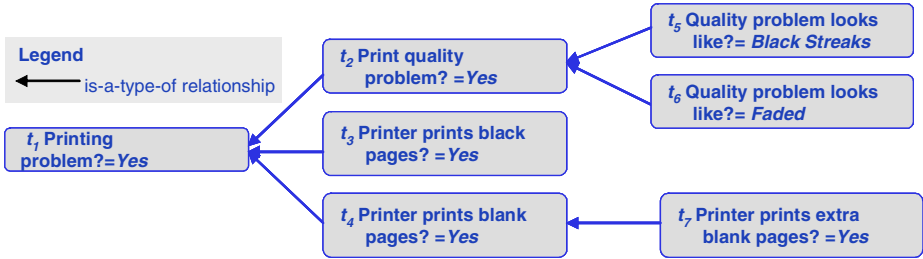 Legend
is-a-type-of relationship
t1 Printing
problem?=Yes
t2 Print quality
problem? =Yes
t3 Printer prints black
pages? =Yes
t4 Printer prints blank
pages? =Yes
t5 Quality problem looks
like?= Black Streaks
t6 Quality problem looks
like?= Faded
t7 Printer prints extra
blank pages? =Yes